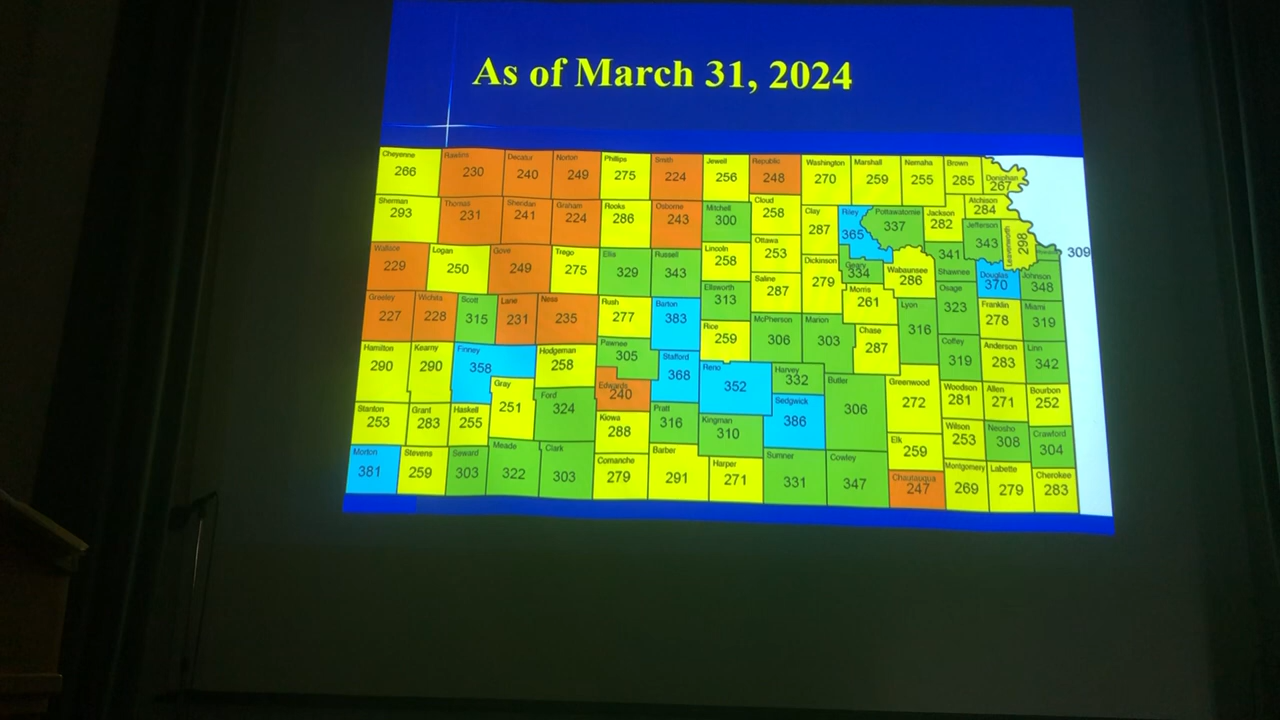 As of March 31, 2024
Cheyenne 266
Rawlins 230
Decatur 240
Norton 249
Phillips 275
Smith 224
Jewell 256
Republic 248
Washington 270
Marshall 259
Nemaha 255
Brown 285
Doniphan 267
Sherman 293
Thomas 231
Sheridan 241
Graham 224
Rooks 286
Osborne 243
Mitchell 300
Cloud 258
Clay 287
Riley 365
Pottawatomie 337
Jackson 282
Atchison 284
Jefferson 343
Leavenworth 298
309
Wallace 229
Logan 250
Gove 249
Trego 275
Ellis 329
Russell 343
Lincoln 258
Ottawa 253
Saline 287
Dickinson 279
Geary 334
Wabaunsee 286
341 Shawnee
Douglas 370
Johnson 348
Greeley 227
Wichita 228
Scott 315
Lane 231
Ness 235
Rush 277
Barton 383
Ellsworth 313
Rice 259
McPherson 306
Marion 303
Morris 261
Chase 287
Lyon 316
Osage 323
Franklin 278
Miami 319
Hamilton 290
Kearny 290
Finney 358
Hodgeman 258
Pawnee 305
Stafford 368
Reno 352
Harvey 332
Butler 306
Greenwood 272
Coffey 319
Anderson 283
Linn 342
Gray 251
Ford 324
Edwards 240
Sedgwick 386
Woodson 281
Allen 271
Bourbon 252
Stanton 253
Grant 283
Haskell 255
Kiowa 288
Pratt 316
Kingman 310
Elk 259
Wilson 253
Neosho 308
Crawford 304
Morton 381
Stevens 259
Seward 303
Meade 322
Clark 303
Comanche 279
Barber 291
Harper 271
Sumner 331
Cowley 347
Chautauqua 247
Montgomery 269
Labette 279
Cherokee 283